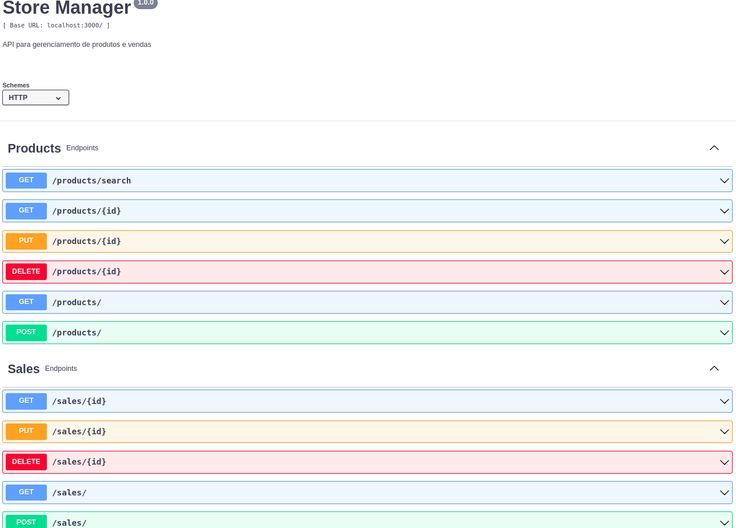 Store Manager 1.0.0
[ Base URL: localhost:3000/ ]
API para gerenciamento de produtos e vendas
Schemes
HTTP
Products Endpoints
GET /products/search
GET /products/{id}
PUT /products/{id}
DELETE /products/{id}
GET /products/
POST /products/
Sales Endpoints
GET /sales/{id}
PUT /sales/{id}
DELETE /sales/{id}
GET /sales/
POST /sales/